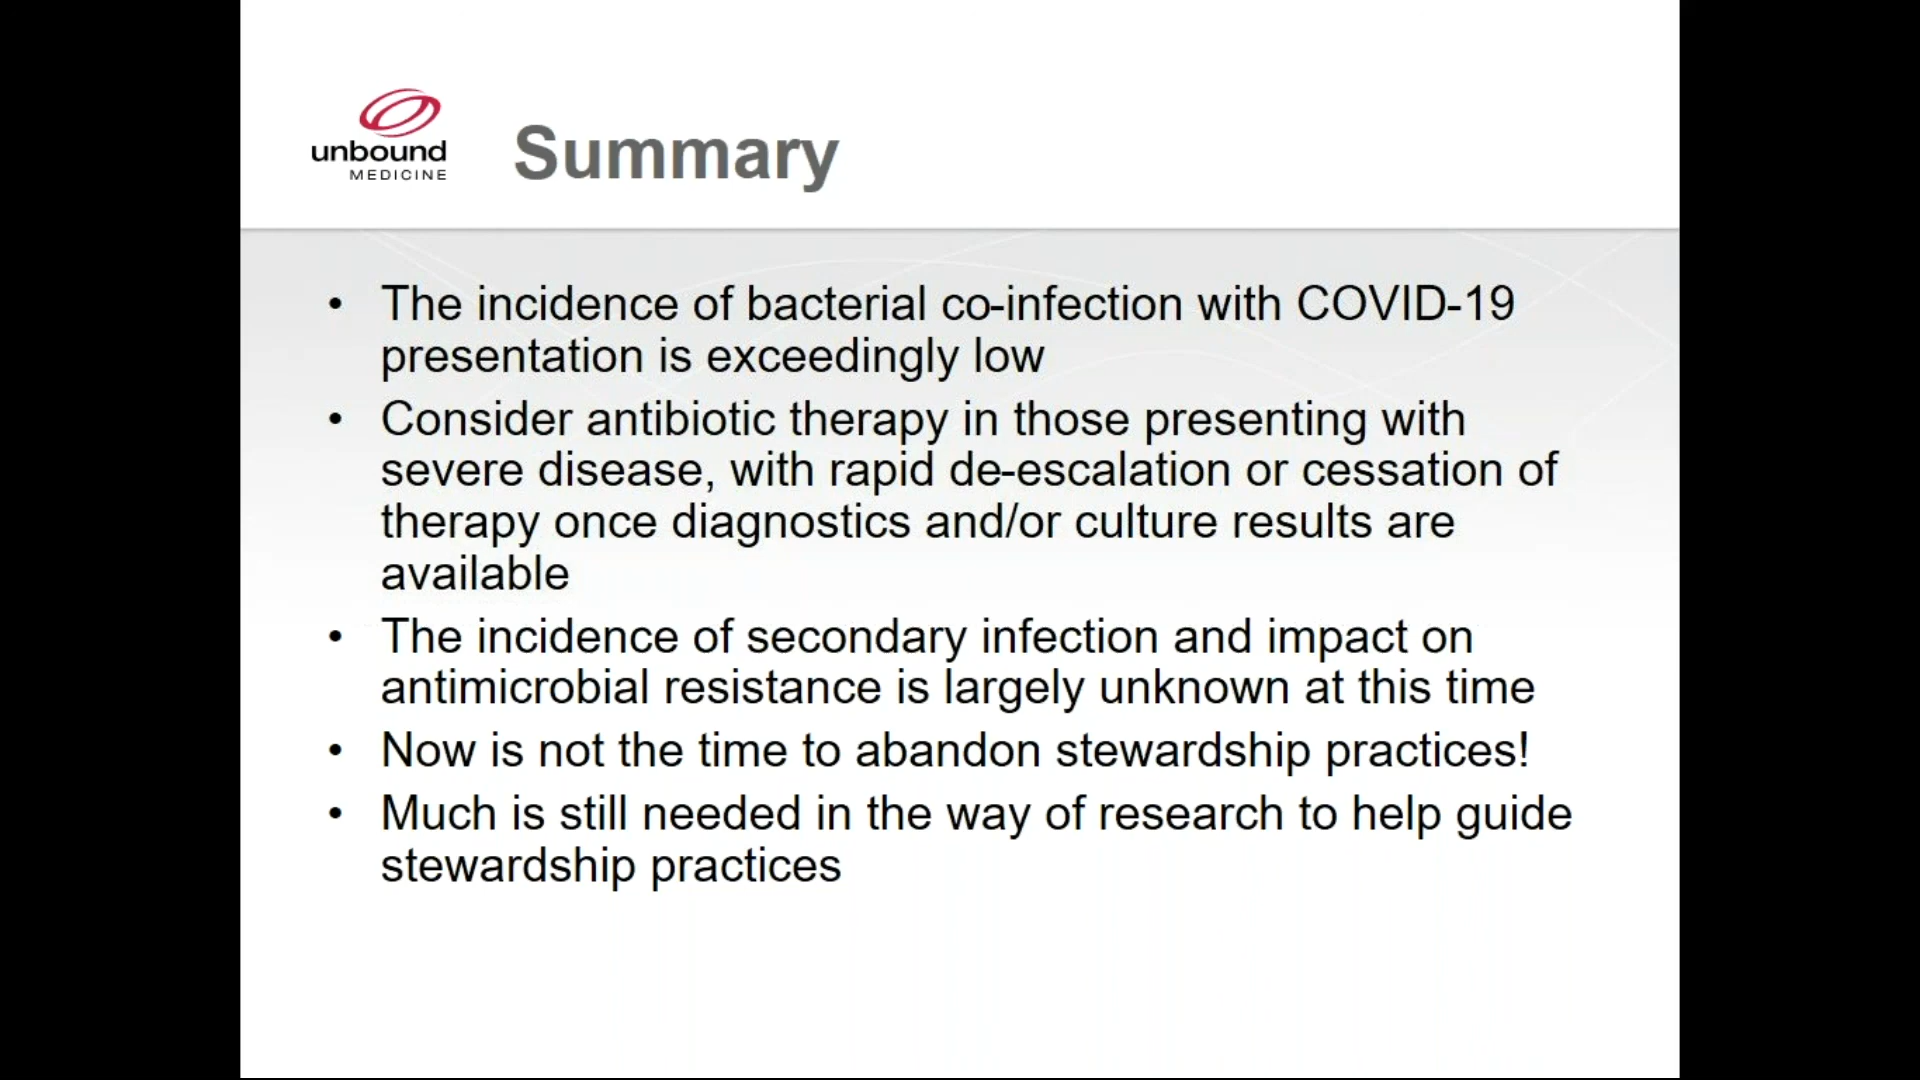 unbound
MEDICINE
Summary
• The incidence of bacterial co-infection with COVID-19
presentation is exceedingly low
• Consider antibiotic therapy in those presenting with
severe disease, with rapid de-escalation or cessation of
therapy once diagnostics and/or culture results are
available
• The incidence of secondary infection and impact on
antimicrobial resistance is largely unknown at this time
• Now is not the time to abandon stewardship practices!
• Much is still needed in the way of research to help guide
stewardship practices